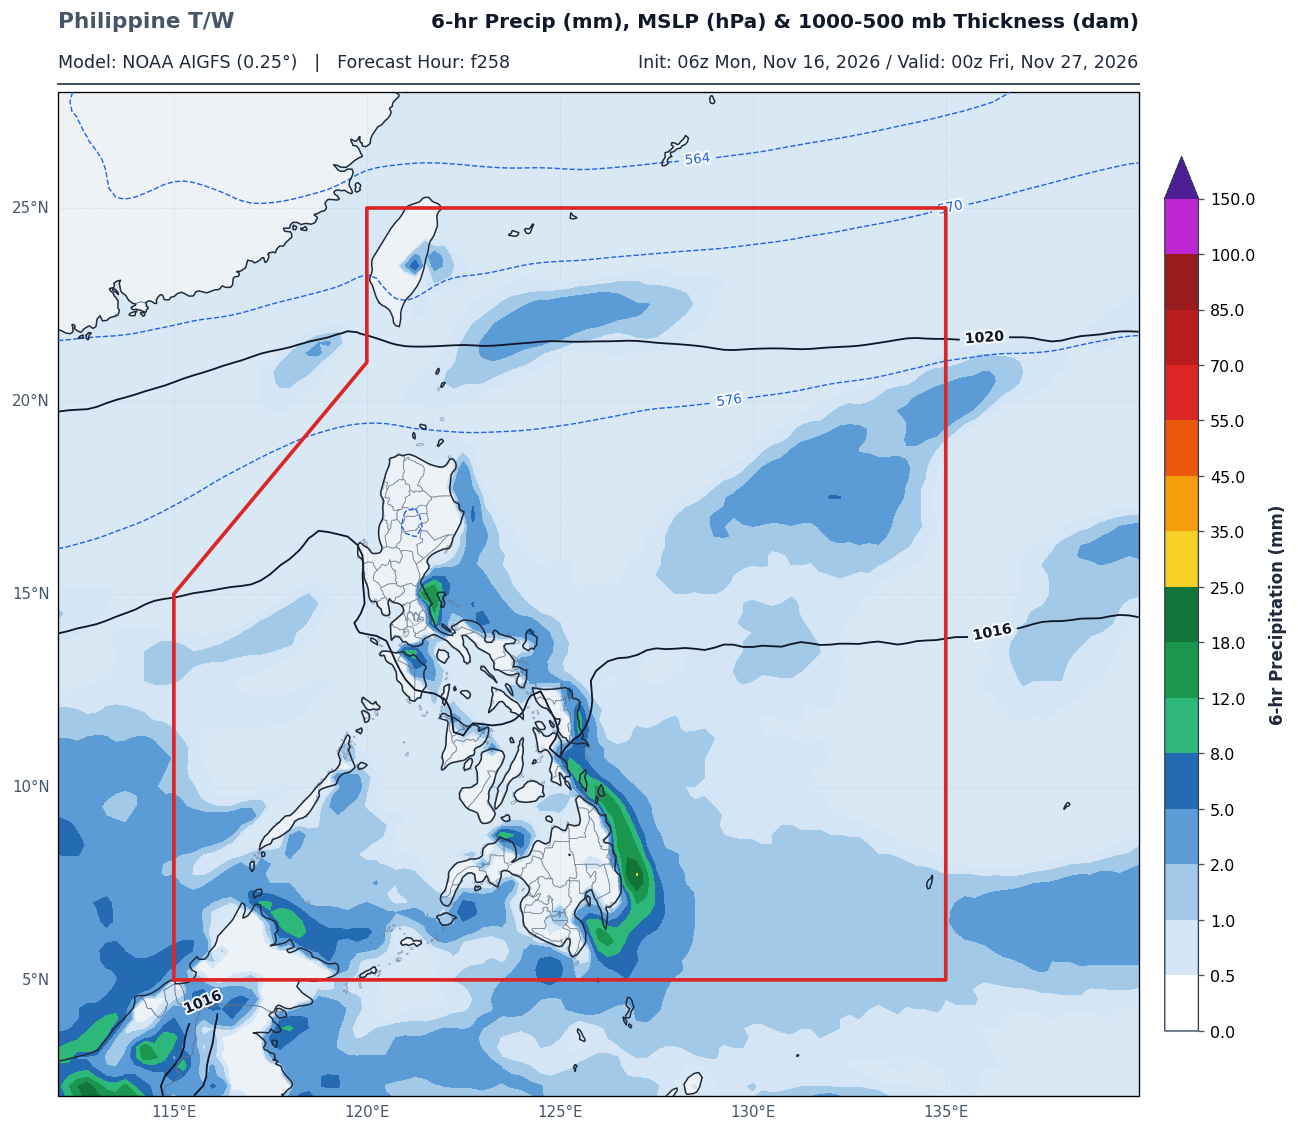 Philippine T/W
6-hr Precip (mm), MSLP (hPa) & 1000-500 mb Thickness (dam)
Model: NOAA AIGFS (0.25°) | Forecast Hour: f258
Init: 06z Mon, Nov 16, 2026 / Valid: 00z Fri, Nov 27, 2026
564
570
576
1020
1016
1016
25°N
20°N
15°N
10°N
5°N
115°E
120°E
125°E
130°E
135°E
150.0
100.0
85.0
70.0
55.0
45.0
35.0
25.0
18.0
12.0
8.0
5.0
2.0
1.0
0.5
0.0
6-hr Precipitation (mm)